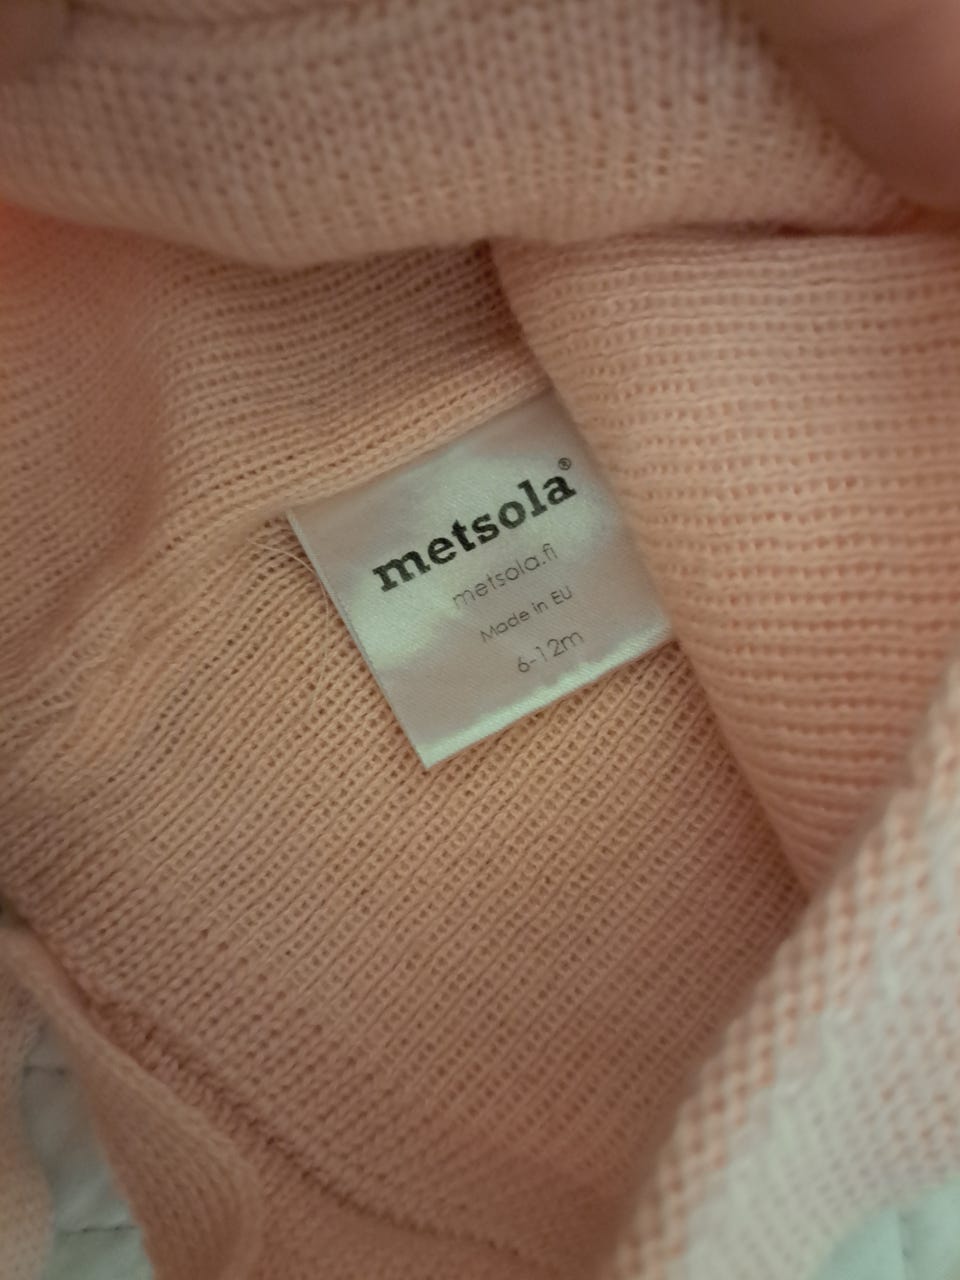 metsola®
metsola.fi
Made in EU
6-12m